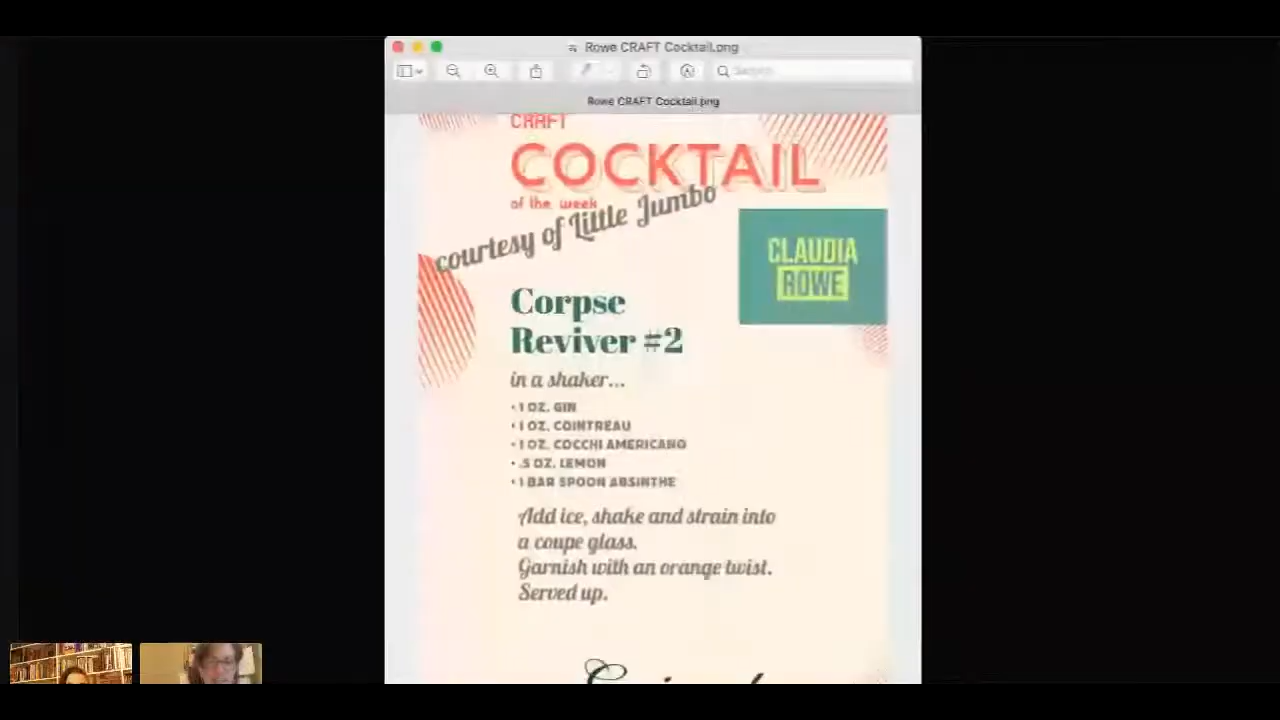 Rowe CRAFT Cocktail.png
Search
Rowe CRAFT Cocktail.png
CRAFT
COCKTAIL
of the week
courtesy of Little Jumbo
CLAUDIA
ROWE
Corpse
Reviver #2
in a shaker...
• 1 OZ. GIN
• 1 OZ. COINTREAU
• 1 OZ. COCCHI AMERICANO
• .5 OZ. LEMON
• 1 BAR SPOON ABSINTHE
Add ice, shake and strain into
a coupe glass.
Garnish with an orange twist.
Served up.